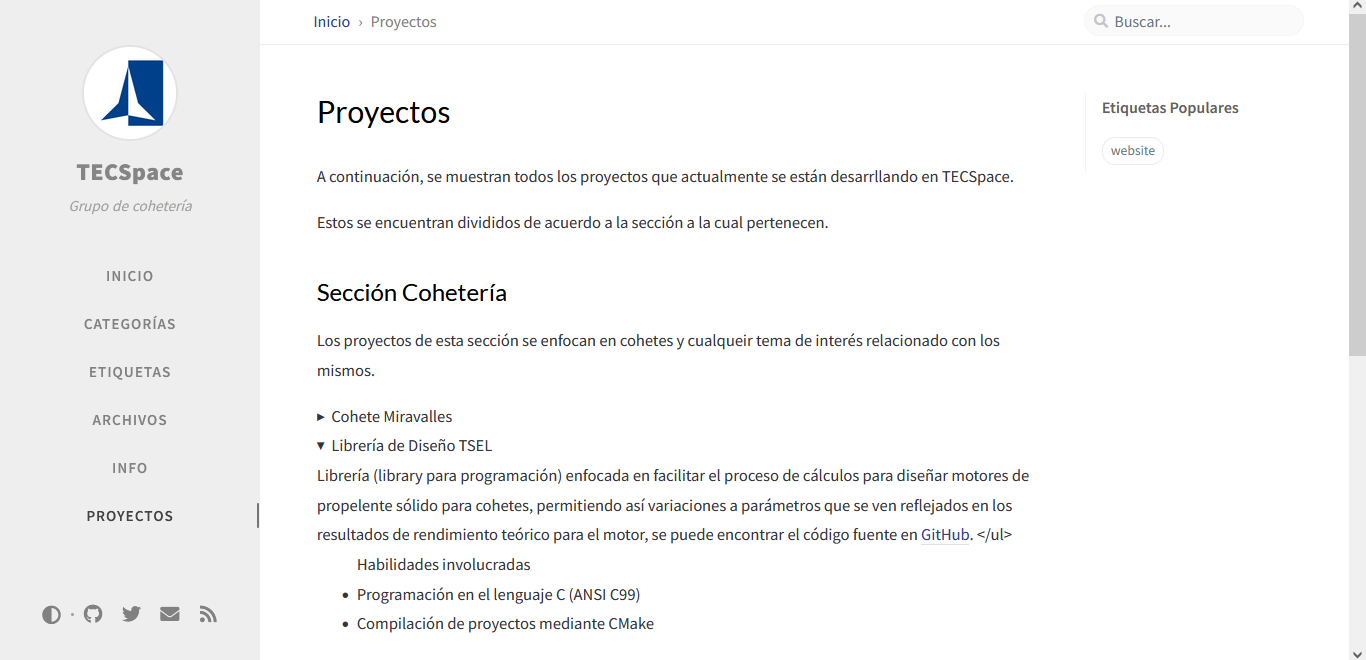 TECSpace
Grupo de cohetería
INICIO
CATEGORÍAS
ETIQUETAS
ARCHIVOS
INFO
PROYECTOS
Inicio › Proyectos
Buscar...
Proyectos
A continuación, se muestran todos los proyectos que actualmente se están desarrllando en TECSpace.
Estos se encuentran divididos de acuerdo a la sección a la cual pertenecen.
Sección Cohetería
Los proyectos de esta sección se enfocan en cohetes y cualqueir tema de interés relacionado con los
mismos.
▸ Cohete Miravalles
▾ Librería de Diseño TSEL
Librería (library para programación) enfocada en facilitar el proceso de cálculos para diseñar motores de
propelente sólido para cohetes, permitiendo así variaciones a parámetros que se ven reflejados en los
resultados de rendimiento teórico para el motor, se puede encontrar el código fuente en GitHub. </ul>
Habilidades involucradas
• Programación en el lenguaje C (ANSI C99)
• Compilación de proyectos mediante CMake
Etiquetas Populares
website